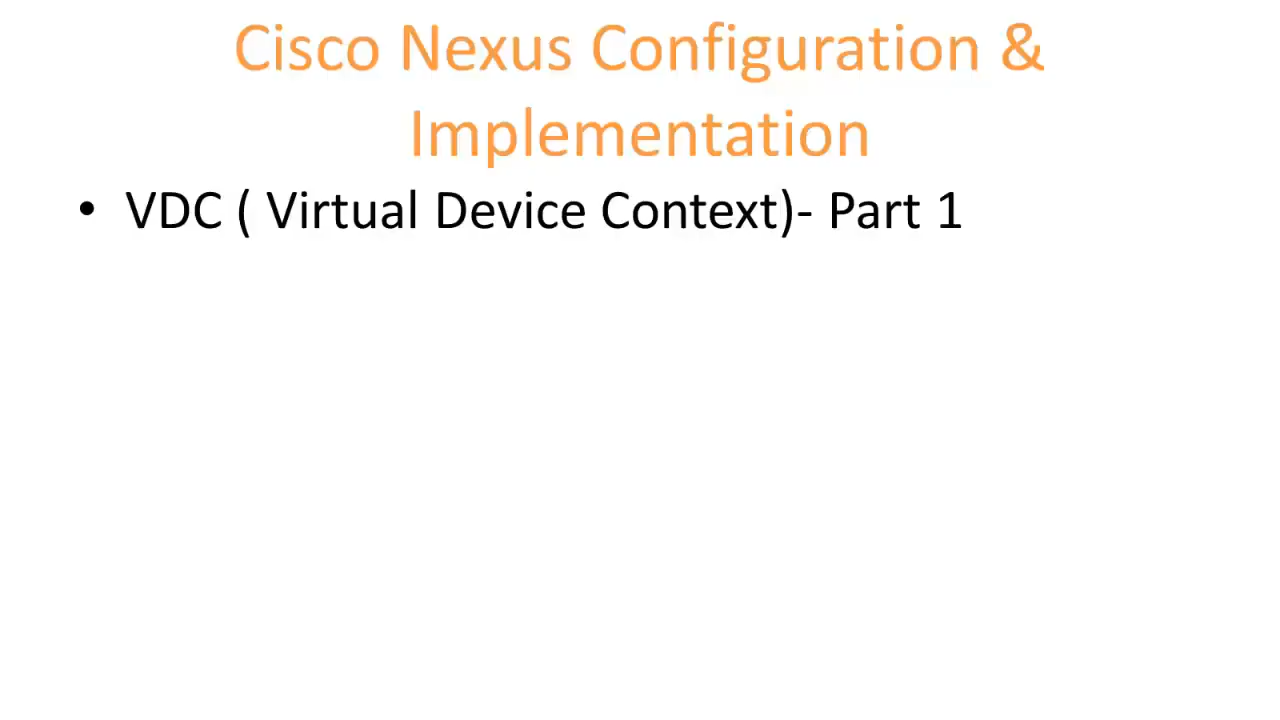 Cisco Nexus Configuration &
Implementation
• VDC ( Virtual Device Context)- Part 1